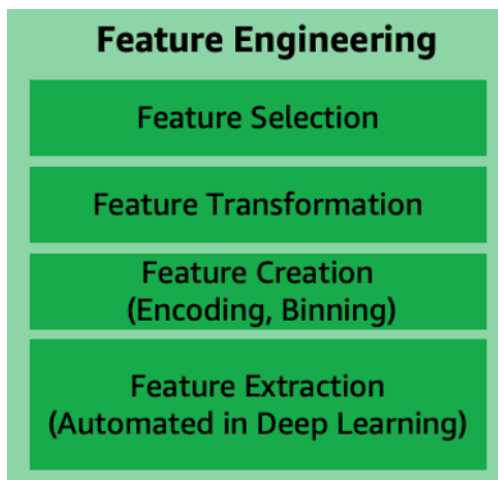 Feature Engineering
Feature Selection
Feature Transformation
Feature Creation
(Encoding, Binning)
Feature Extraction
(Automated in Deep Learning)